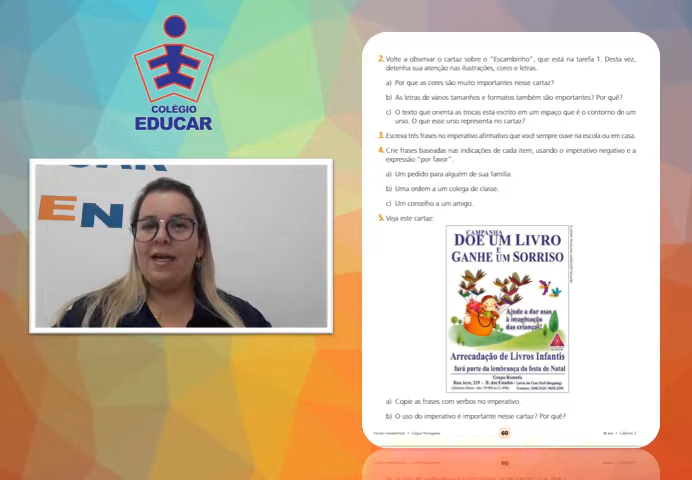 COLÉGIO
EDUCAR
EN
2. Volte a observar o cartaz sobre o "Escambinho", que está na tarefa 1. Desta vez,
detenha sua atenção nas ilustrações, cores e letras.
a) Por que as cores são muito importantes nesse cartaz?
b) As letras de vários tamanhos e formatos também são importantes? Por quê?
c) O texto que orienta as trocas está escrito em um espaço que é o contorno de um
urso. O que esse urso representa no cartaz?
3. Escreva três frases no imperativo afirmativo que você sempre ouve na escola ou em casa.
4. Crie frases baseadas nas indicações de cada item, usando o imperativo negativo e a
expressão "por favor".
a) Um pedido para alguém de sua família.
b) Uma ordem a um colega de classe.
c) Um conselho a um amigo.
5. Veja este cartaz:
CAMPANHA
DOE UM LIVRO
E
GANHE UM SORRISO
Ajude a dar asas
à imaginação
das crianças!
Arrecadação de Livros Infantis
fará parte da lembrança da festa de Natal
a) Copie as frases com verbos no imperativo.
b) O uso do imperativo é importante nesse cartaz? Por quê?
60